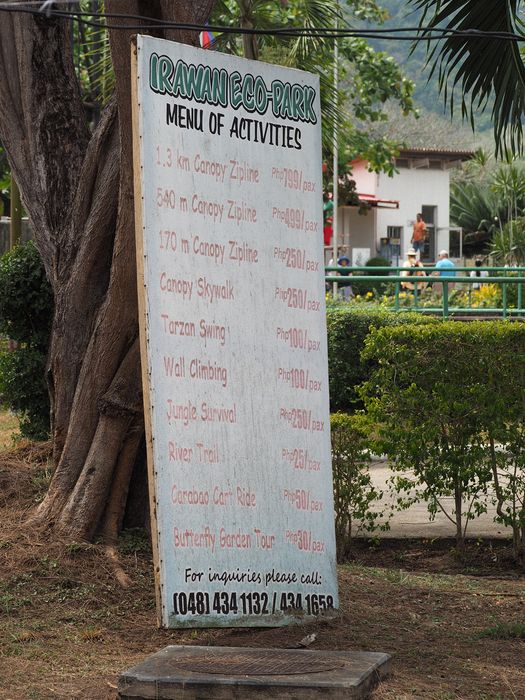 IRAWAN ECO-PARK
MENU OF ACTIVITIES
1.3 km Canopy Zipline Php799/pax
540 m Canopy Zipline Php499/pax
170 m Canopy Zipline Php250/pax
Canopy Skywalk Php250/pax
Tarzan Swing Php100/pax
Wall Climbing Php100/pax
Jungle Survival Php250/pax
River Trail Php25/pax
Carabao Cart Ride Php50/pax
Butterfly Garden Tour Php30/pax
For inquiries please call:
(048) 434 1132 / 434 1658